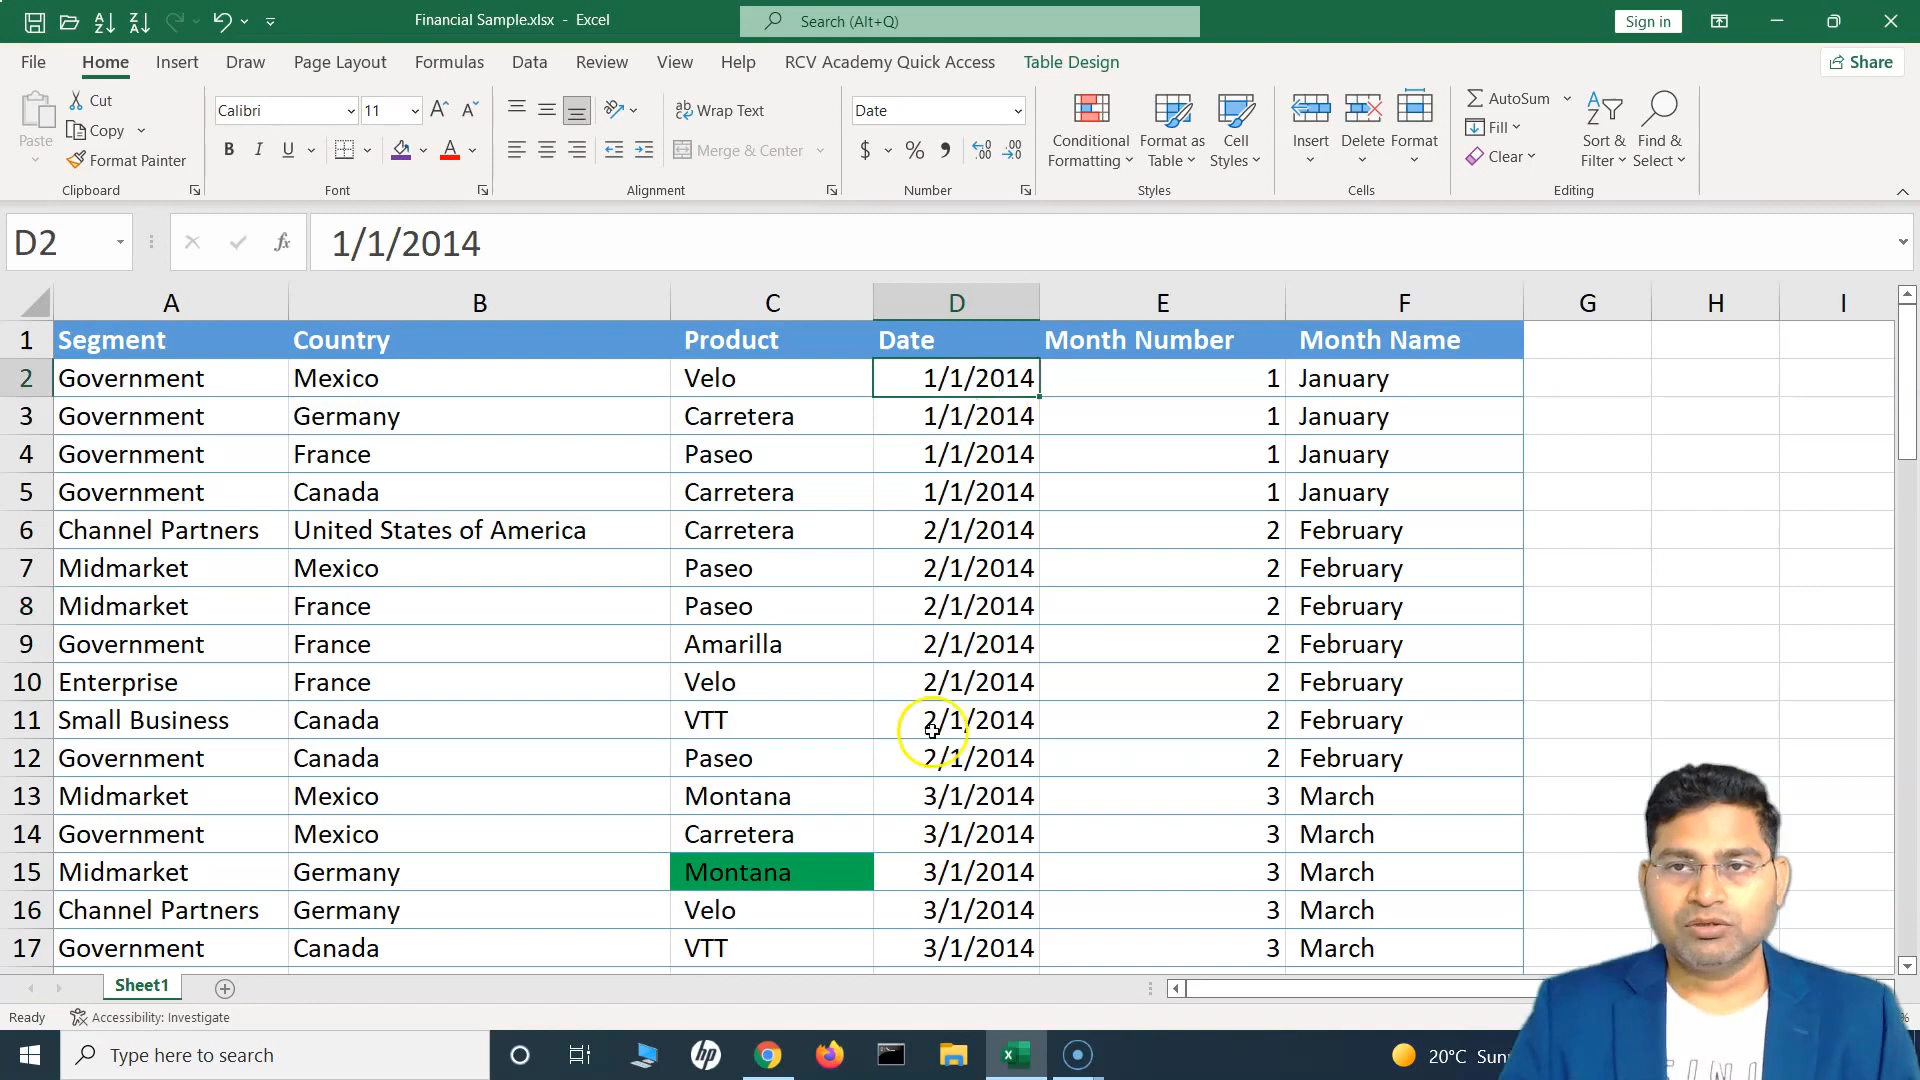 Financial Sample.xlsx - Excel
Search (Alt+Q)
Sign in
File Home Insert Draw Page Layout Formulas Data Review View Help RCV Academy Quick Access Table Design Share
Paste
Cut
Copy
Format Painter
Clipboard
Calibri 11
B I U
Font
Wrap Text
Merge & Center
Alignment
Date
$ % ,
Number
Conditional Formatting
Format as Table
Cell Styles
Styles
Insert Delete Format
Cells
AutoSum
Fill
Clear
Sort & Filter
Find & Select
Editing
D2 fx 1/1/2014
A B C D E F G H I
1 Segment Country Product Date Month Number Month Name
2 Government Mexico Velo 1/1/2014 1 January
3 Government Germany Carretera 1/1/2014 1 January
4 Government France Paseo 1/1/2014 1 January
5 Government Canada Carretera 1/1/2014 1 January
6 Channel Partners United States of America Carretera 2/1/2014 2 February
7 Midmarket Mexico Paseo 2/1/2014 2 February
8 Midmarket France Paseo 2/1/2014 2 February
9 Government France Amarilla 2/1/2014 2 February
10 Enterprise France Velo 2/1/2014 2 February
11 Small Business Canada VTT 2/1/2014 2 February
12 Government Canada Paseo 2/1/2014 2 February
13 Midmarket Mexico Montana 3/1/2014 3 March
14 Government Mexico Carretera 3/1/2014 3 March
15 Midmarket Germany Montana 3/1/2014 3 March
16 Channel Partners Germany Velo 3/1/2014 3 March
17 Government Canada VTT 3/1/2014 3 March
Sheet1
Ready Accessibility: Investigate
Type here to search
hp
20°C